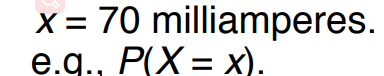 x = 70 milliamperes.
e.g., P(X = x).